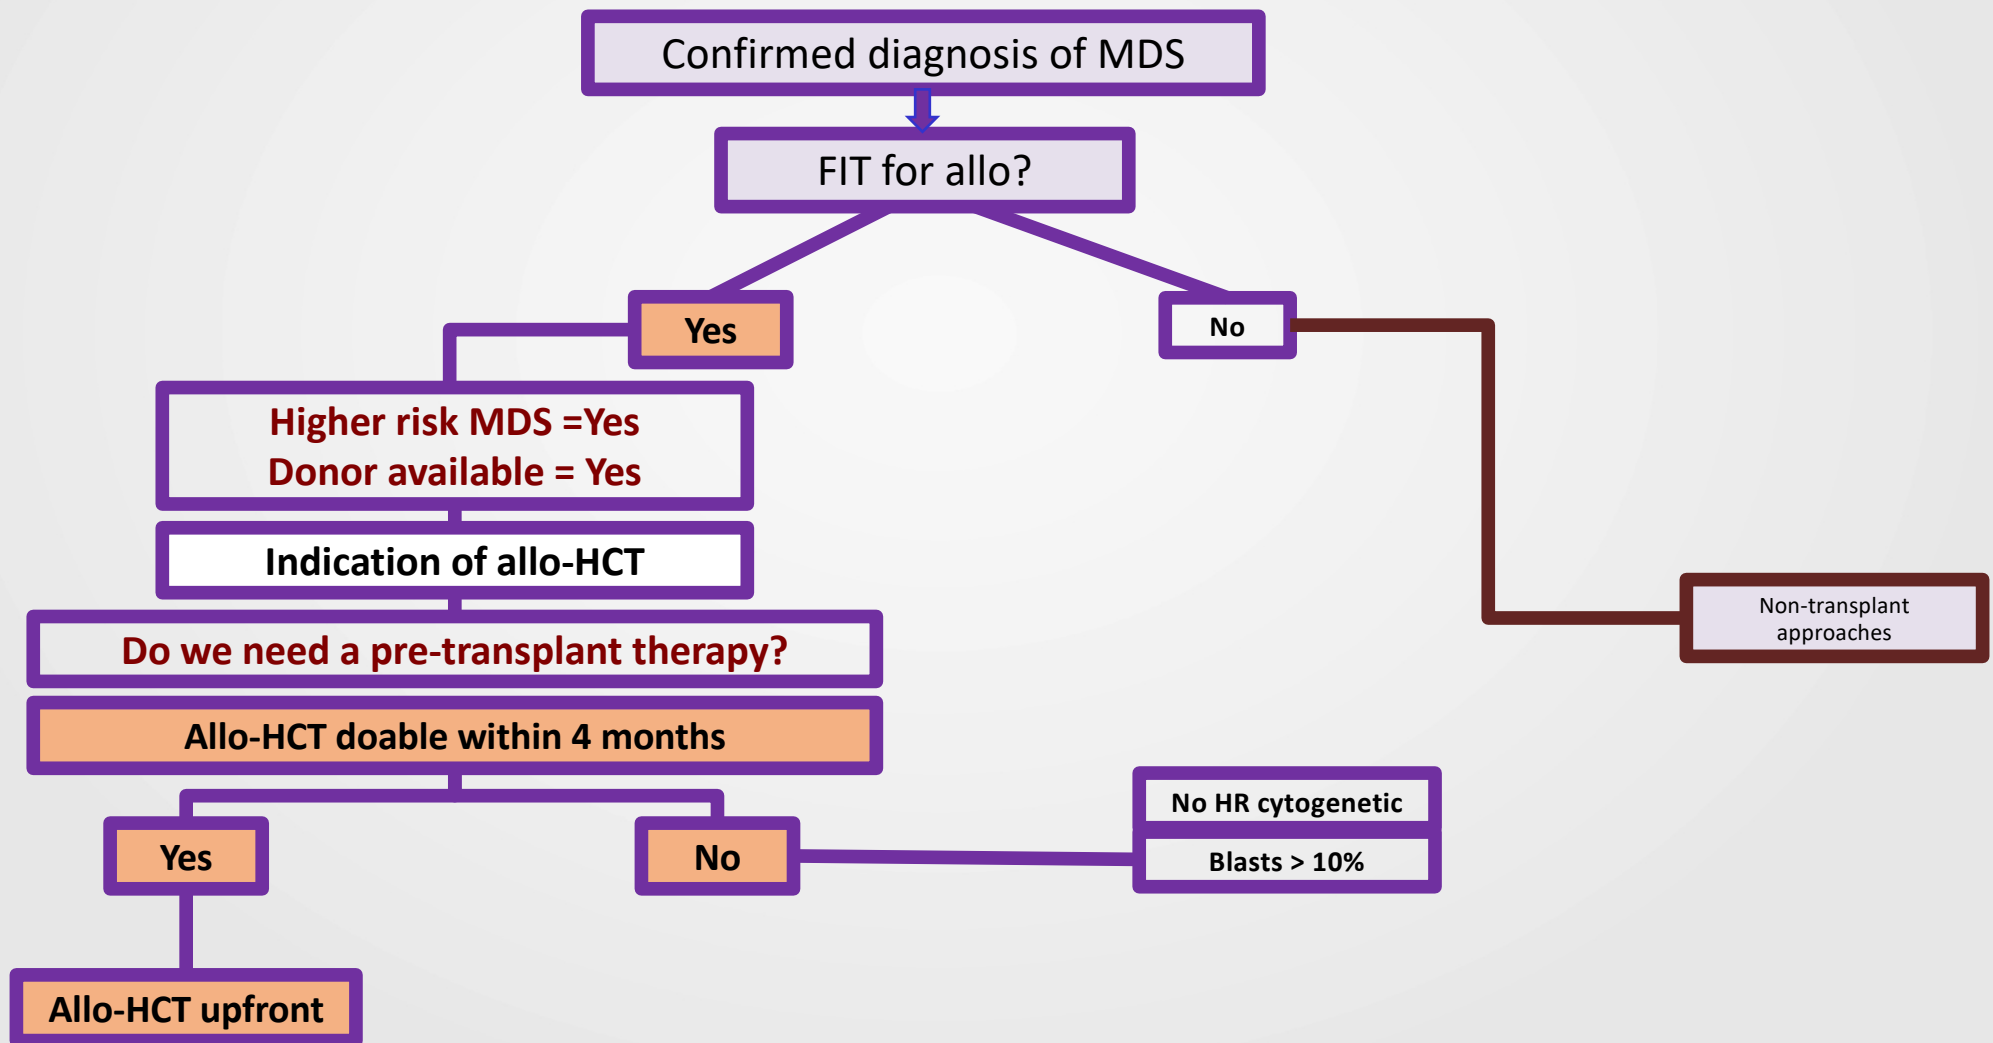 Confirmed diagnosis of MDS
FIT for allo?
Yes
No
Higher risk MDS =Yes
Donor available = Yes
Indication of allo-HCT
Non-transplant
approaches
Do we need a pre-transplant therapy?
Allo-HCT doable within 4 months
No HR cytogenetic
Yes
No
Blasts > 10%
Allo-HCT upfront